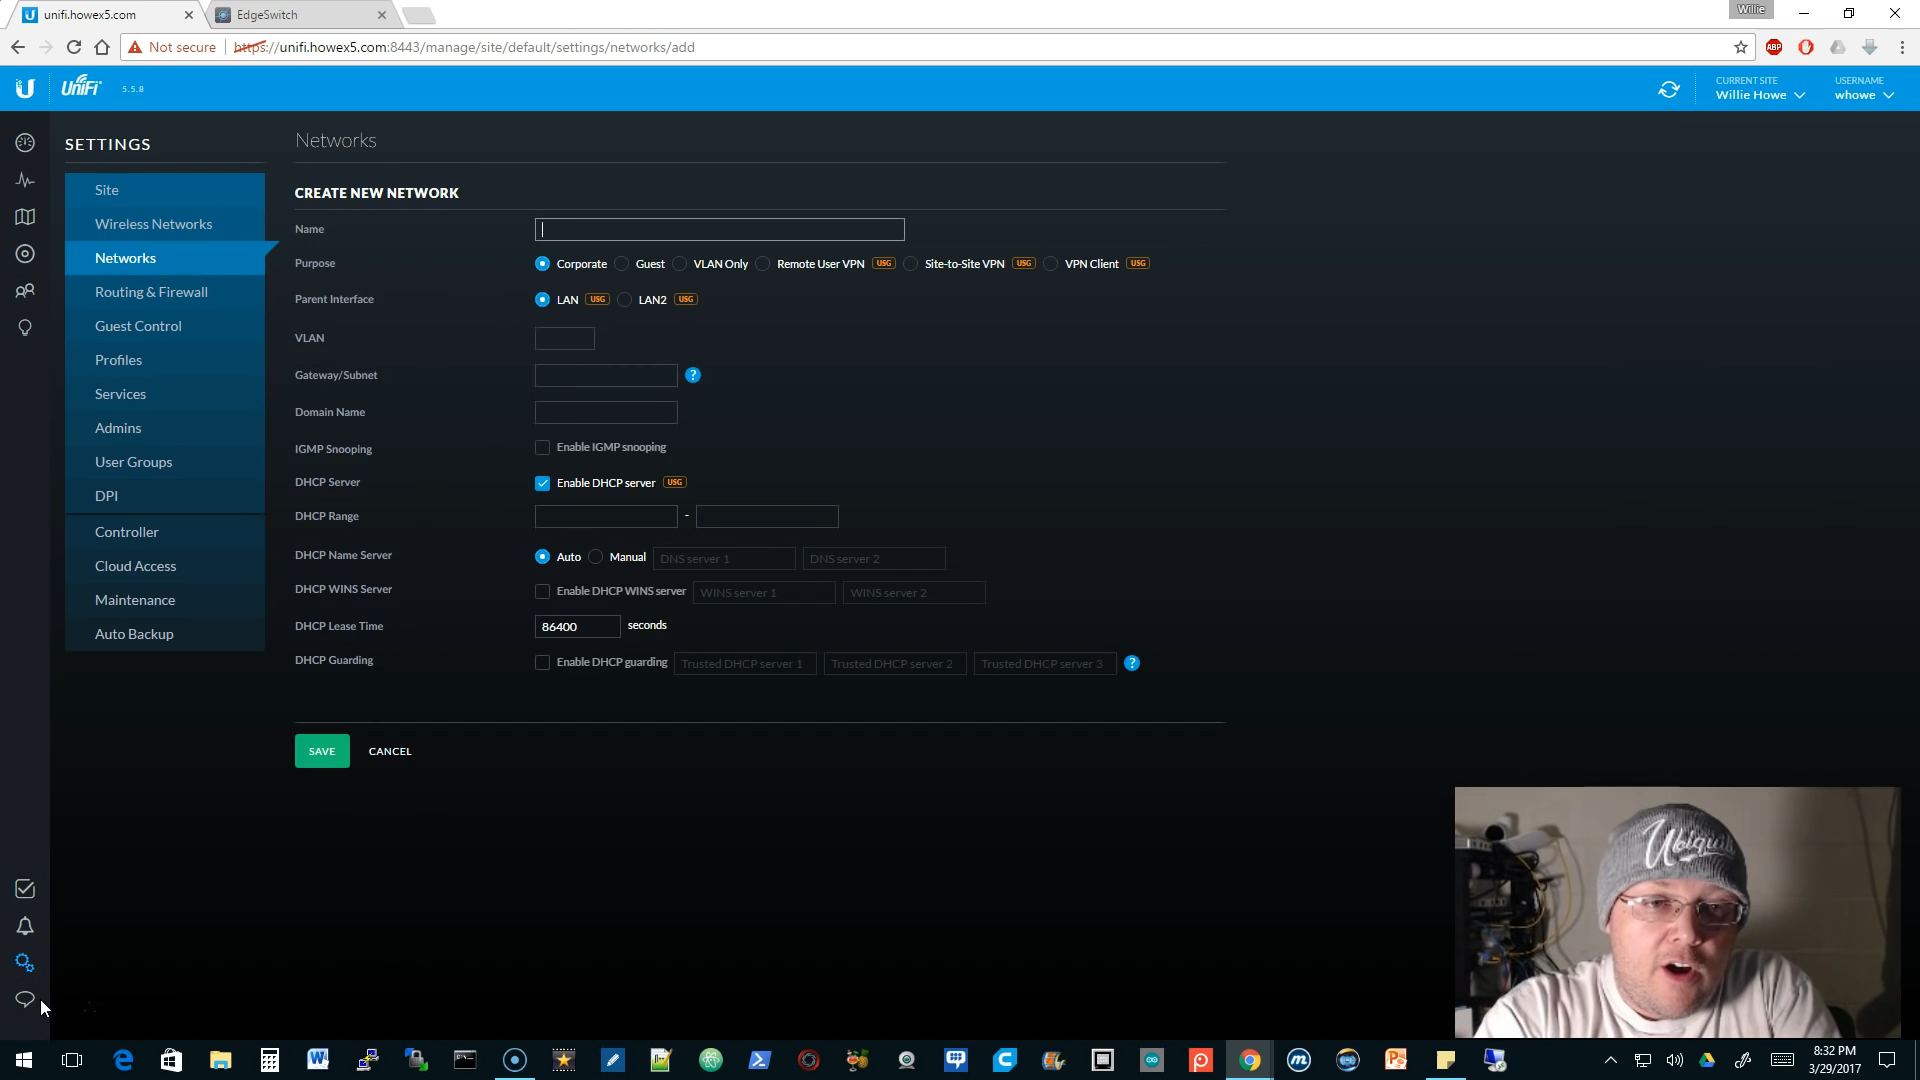 unifi.howex5.com
EdgeSwitch
Willie
Not secure
https://unifi.howex5.com:8443/manage/site/default/settings/networks/add
ABP
U
UniFi
5.5.8
CURRENT SITE
Willie Howe
USERNAME
whowe
SETTINGS
Site
Wireless Networks
Networks
Routing & Firewall
Guest Control
Profiles
Services
Admins
User Groups
DPI
Controller
Cloud Access
Maintenance
Auto Backup
Networks
CREATE NEW NETWORK
Name
Purpose
Corporate Guest VLAN Only Remote User VPN USG Site-to-Site VPN USG VPN Client USG
Parent Interface
LAN USG LAN2 USG
VLAN
Gateway/Subnet
?
Domain Name
IGMP Snooping
Enable IGMP snooping
DHCP Server
Enable DHCP server USG
DHCP Range
-
DHCP Name Server
Auto Manual DNS server 1 DNS server 2
DHCP WINS Server
Enable DHCP WINS server WINS server 1 WINS server 2
DHCP Lease Time
86400 seconds
DHCP Guarding
Enable DHCP guarding Trusted DHCP server 1 Trusted DHCP server 2 Trusted DHCP server 3 ?
SAVE
CANCEL
8:32 PM
3/29/2017